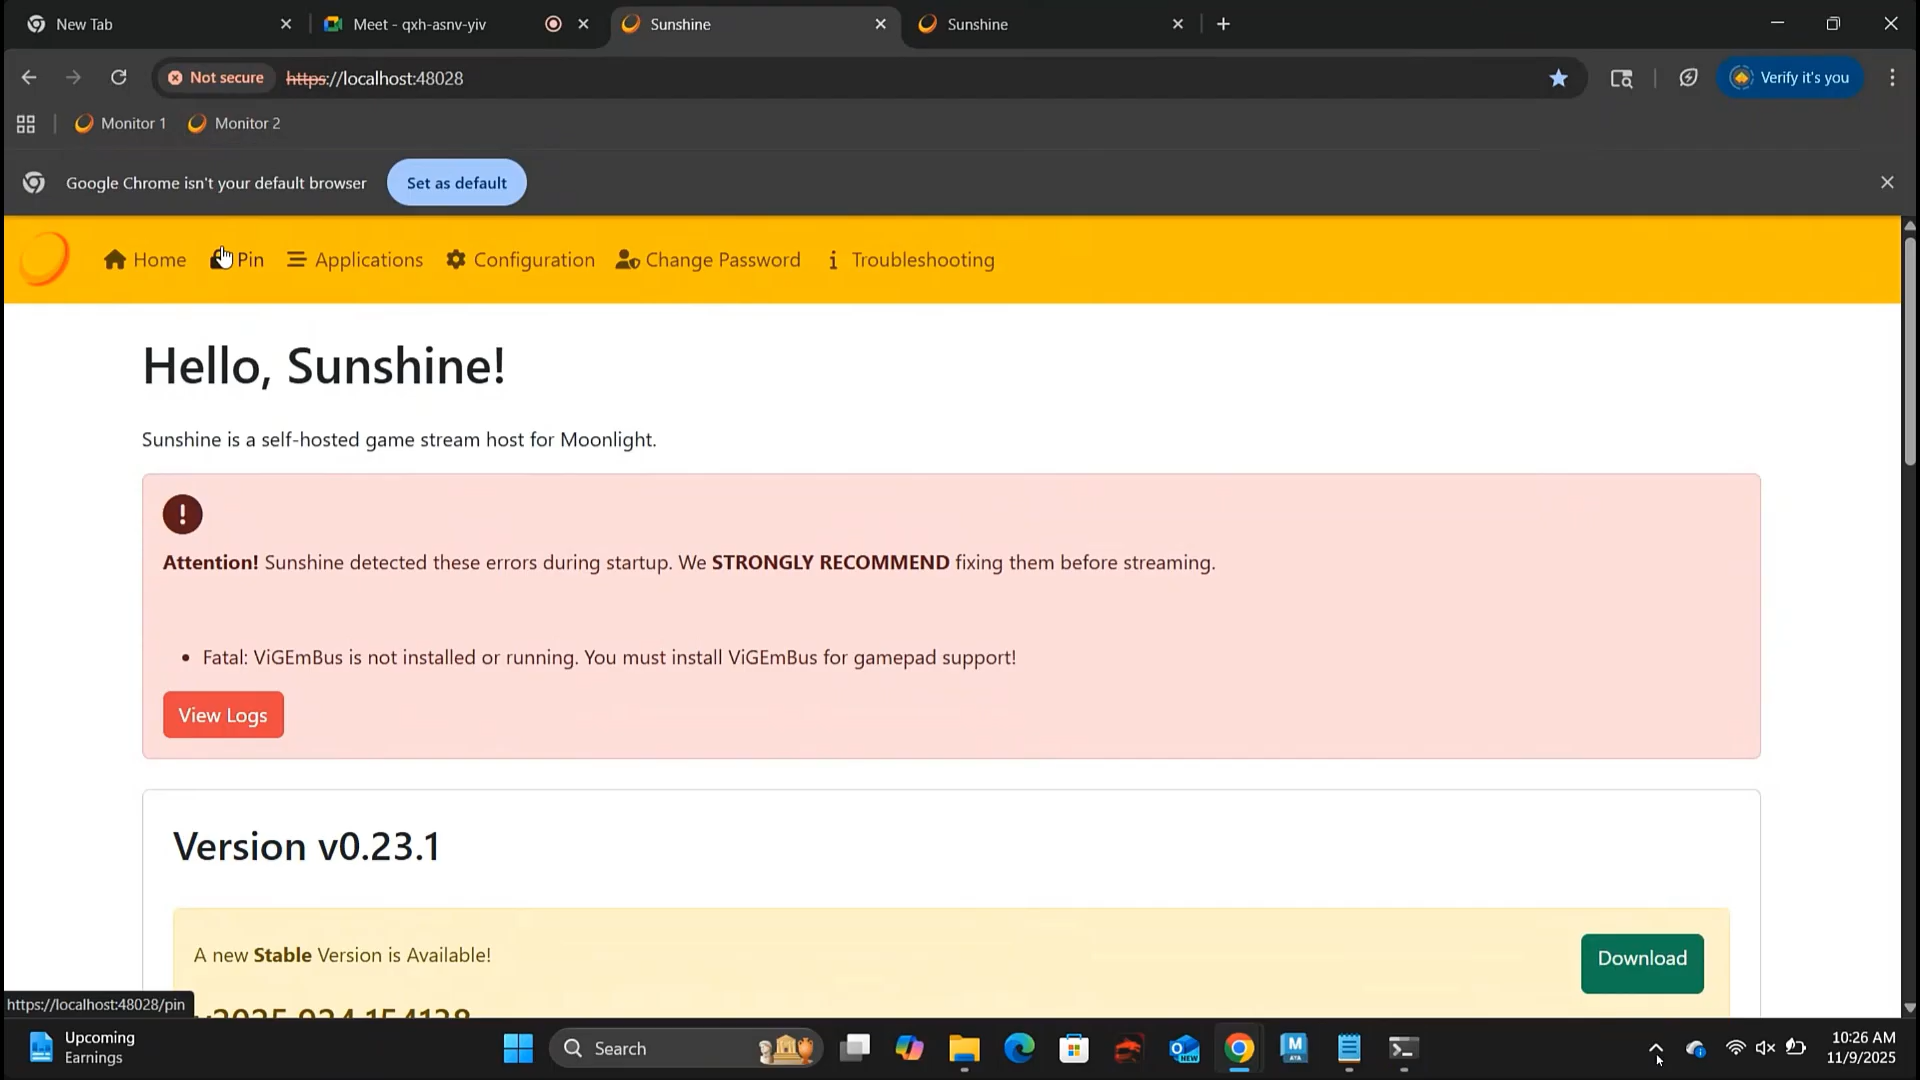 New Tab
Meet - qxh-asnv-yiv
Sunshine
Sunshine
Not secure
https://localhost:48028
Verify it's you
Monitor 1
Monitor 2
Google Chrome isn't your default browser
Set as default
Home
Pin
Applications
Configuration
Change Password
Troubleshooting
Hello, Sunshine!
Sunshine is a self-hosted game stream host for Moonlight.
Attention! Sunshine detected these errors during startup. We STRONGLY RECOMMEND fixing them before streaming.
• Fatal: ViGEmBus is not installed or running. You must install ViGEmBus for gamepad support!
View Logs
Version v0.23.1
A new Stable Version is Available!
Download
https://localhost:48028/pin
Upcoming
Earnings
Search
NEW
M
AYA
10:26 AM
11/9/2025